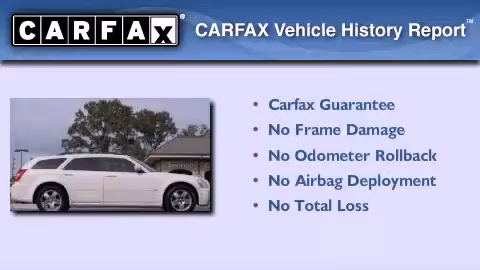 CARFAX®
CARFAX Vehicle History Report™
• Carfax Guarantee
• No Frame Damage
• No Odometer Rollback
• No Airbag Deployment
• No Total Loss